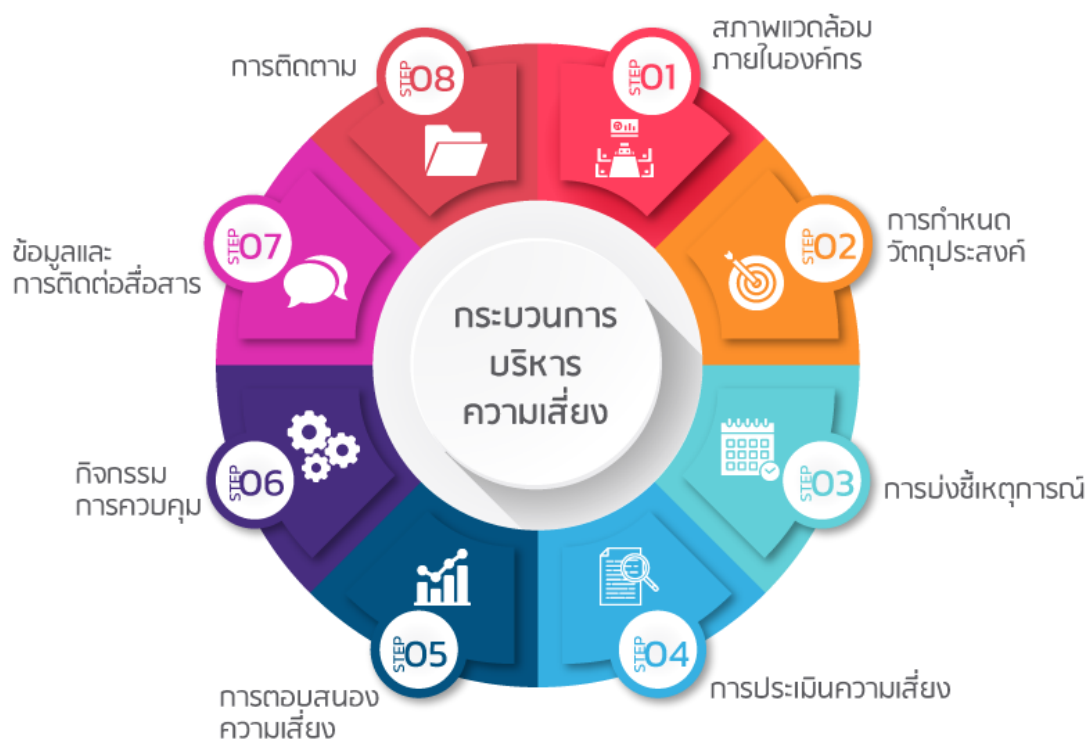 กระบวนการ
บริหาร
ความเสี่ยง
STEP 01
สภาพแวดล้อม
ภายในองค์กร
STEP 02
การกำหนด
วัตถุประสงค์
STEP 03
การบ่งชี้เหตุการณ์
STEP 04
การประเมินความเสี่ยง
STEP 05
การตอบสนอง
ความเสี่ยง
STEP 06
กิจกรรม
การควบคุม
STEP 07
ข้อมูลและ
การติดต่อสื่อสาร
STEP 08
การติดตาม